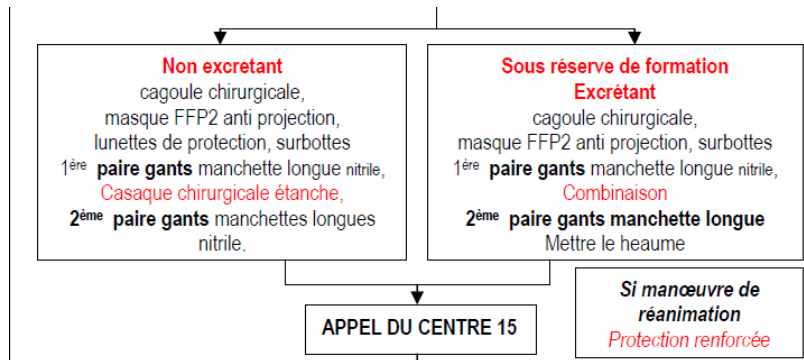 Non excretant
cagoule chirurgicale,
masque FFP2 anti projection,
lunettes de protection, surbottes
1ère paire gants manchette longue nitrile,
Casaque chirurgicale étanche,
2ème paire gants manchettes longues
nitrile.
Sous réserve de formation
Excrétant
cagoule chirurgicale,
masque FFP2 anti projection, surbottes
1ère paire gants manchette longue nitrile,
Combinaison
2ème paire gants manchette longue
Mettre le heaume
APPEL DU CENTRE 15
Si manœuvre de
réanimation
Protection renforcée